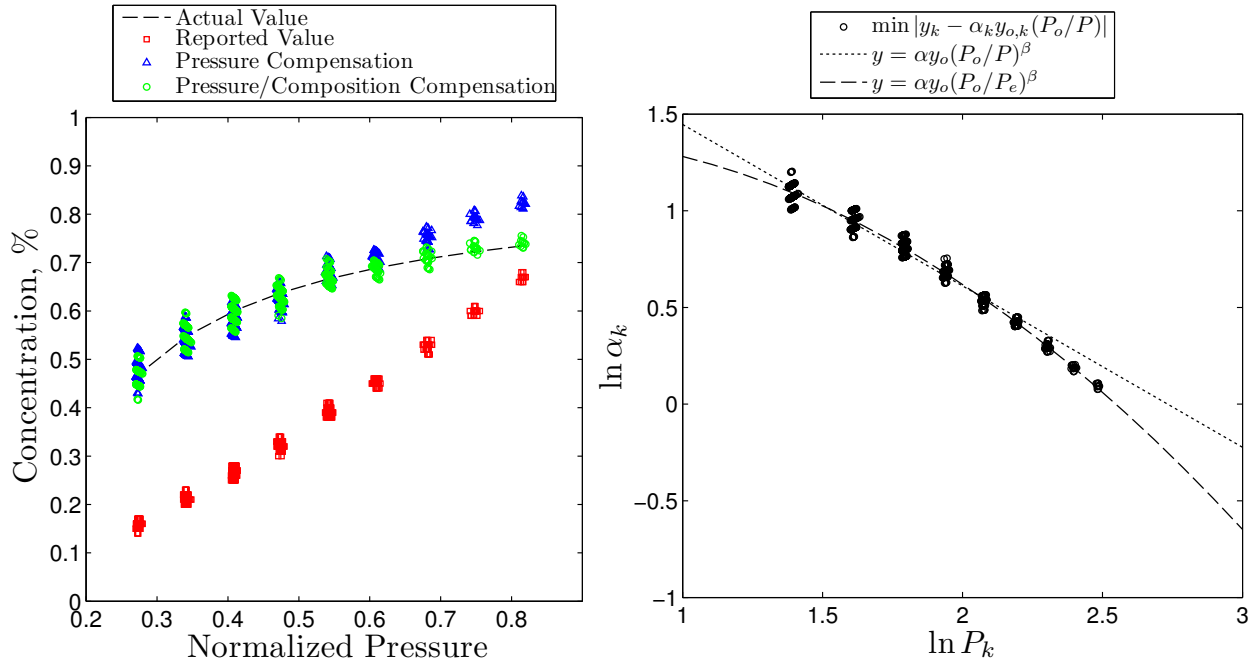 Actual Value
Reported Value
Pressure Compensation
Pressure/Composition Compensation
1
0.9
0.8
0.7
0.6
0.5
0.4
0.3
0.2
0.1
0
0.2 0.3 0.4 0.5 0.6 0.7 0.8
Concentration, %
Normalized Pressure
min |y_k − α_k y_{o,k}(P_o/P)|
y = αy_o(P_o/P)^β
y = αy_o(P_o/P_e)^β
1.5
1
0.5
0
−0.5
−1
1 1.5 2 2.5 3
ln α_k
ln P_k